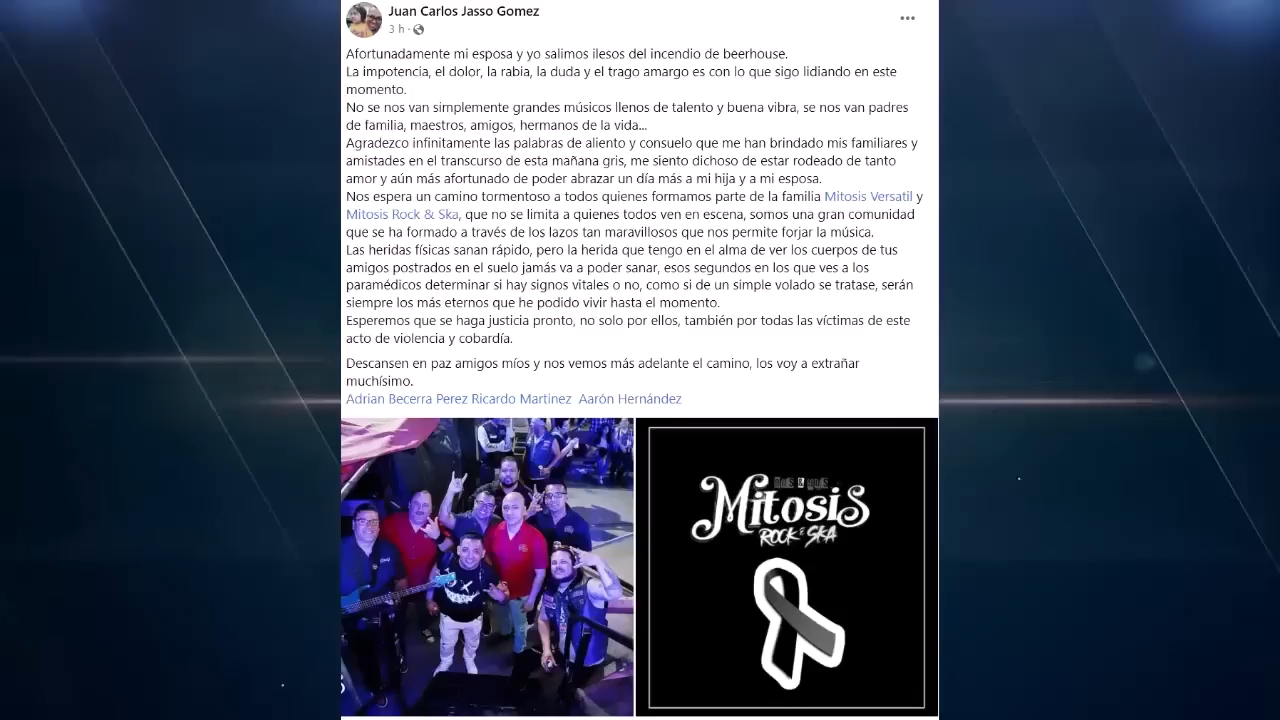 Juan Carlos Jasso Gomez
3 h ·
Afortunadamente mi esposa y yo salimos ilesos del incendio de beerhouse.
La impotencia, el dolor, la rabia, la duda y el trago amargo es con lo que sigo lidiando en este
momento.
No se nos van simplemente grandes músicos llenos de talento y buena vibra, se nos van padres
de familia, maestros, amigos, hermanos de la vida...
Agradezco infinitamente las palabras de aliento y consuelo que me han brindado mis familiares y
amistades en el transcurso de esta mañana gris, me siento dichoso de estar rodeado de tanto
amor y aún más afortunado de poder abrazar un día más a mi hija y a mi esposa.
Nos espera un camino tormentoso a todos quienes formamos parte de la familia Mitosis Versatil y
Mitosis Rock & Ska, que no se limita a quienes todos ven en escena, somos una gran comunidad
que se ha formado a través de los lazos tan maravillosos que nos permite forjar la música.
Las heridas físicas sanan rápido, pero la herida que tengo en el alma de ver los cuerpos de tus
amigos postrados en el suelo jamás va a poder sanar, esos segundos en los que ves a los
paramédicos determinar si hay signos vitales o no, como si de un simple volado se tratase, serán
siempre los más eternos que he podido vivir hasta el momento.
Esperemos que se haga justicia pronto, no solo por ellos, también por todas las víctimas de este
acto de violencia y cobardía.
Descansen en paz amigos míos y nos vemos más adelante el camino, los voy a extrañar
muchísimo.
Adrian Becerra Perez Ricardo Martinez Aarón Hernández
Mitosis
ROCK & SKA